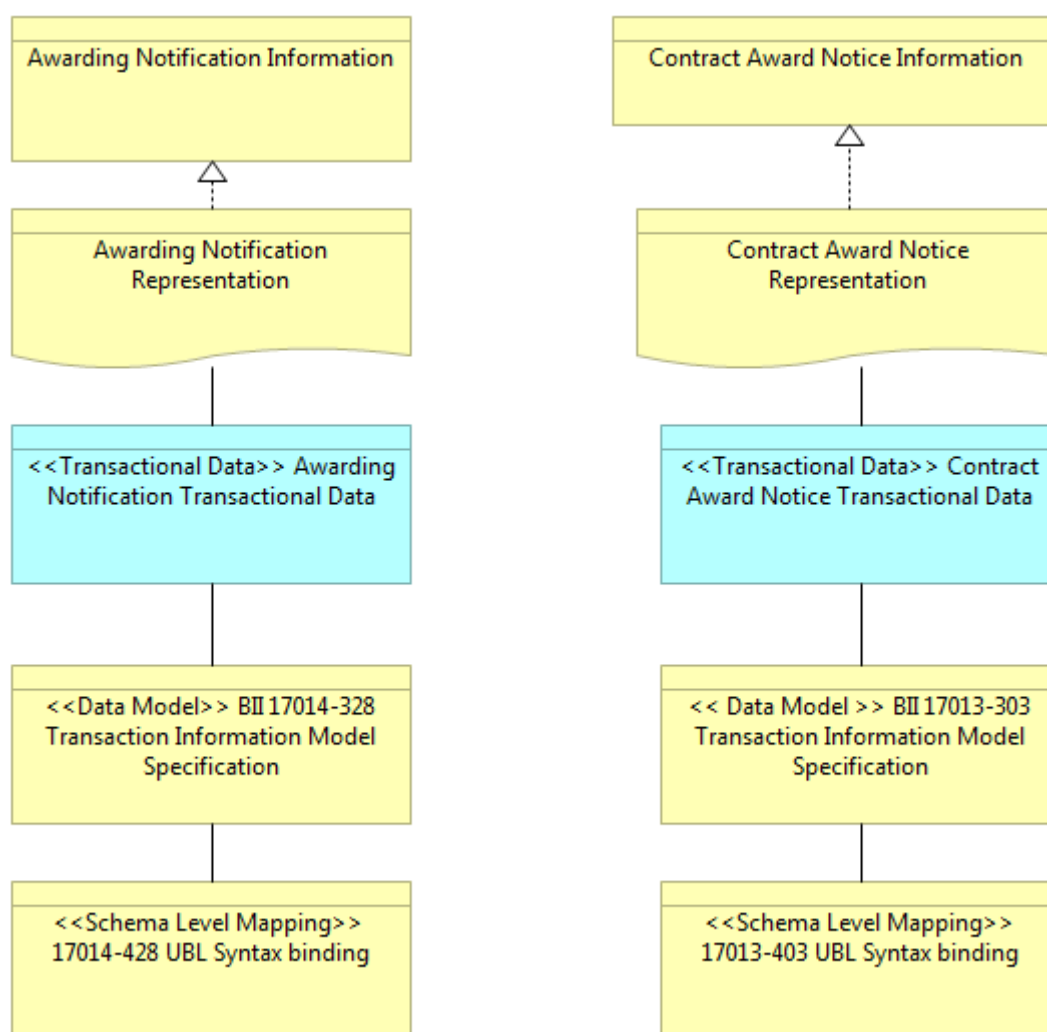 Awarding Notification Information
Contract Award Notice Information
Awarding Notification
Representation
Contract Award Notice
Representation
<<Transactional Data>> Awarding
Notification Transactional Data
<<Transactional Data>> Contract
Award Notice Transactional Data
<<Data Model>> BII 17014-328
Transaction Information Model
Specification
<< Data Model >> BII 17013-303
Transaction Information Model
Specification
<<Schema Level Mapping>>
17014-428 UBL Syntax binding
<<Schema Level Mapping>>
17013-403 UBL Syntax binding